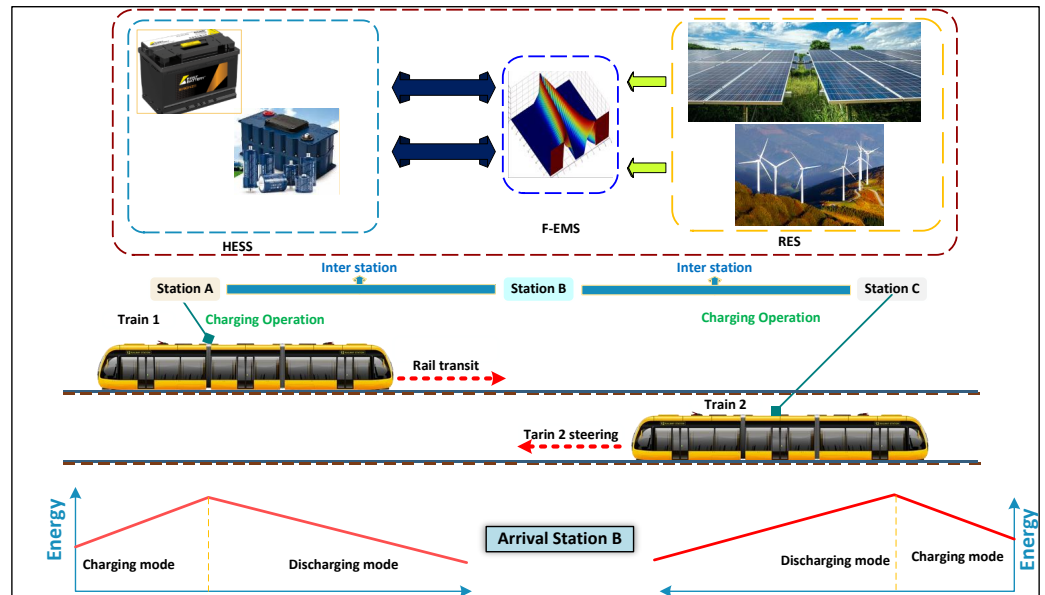 HESS
F-EMS
RES
Inter station
Inter station
Station A
Station B
Station C
Train 1
Charging Operation
Charging Operation
Rail transit
Train 2
Tarin 2 steering
Energy
Charging mode
Discharging mode
Arrival Station B
Discharging mode
Charging mode
Energy